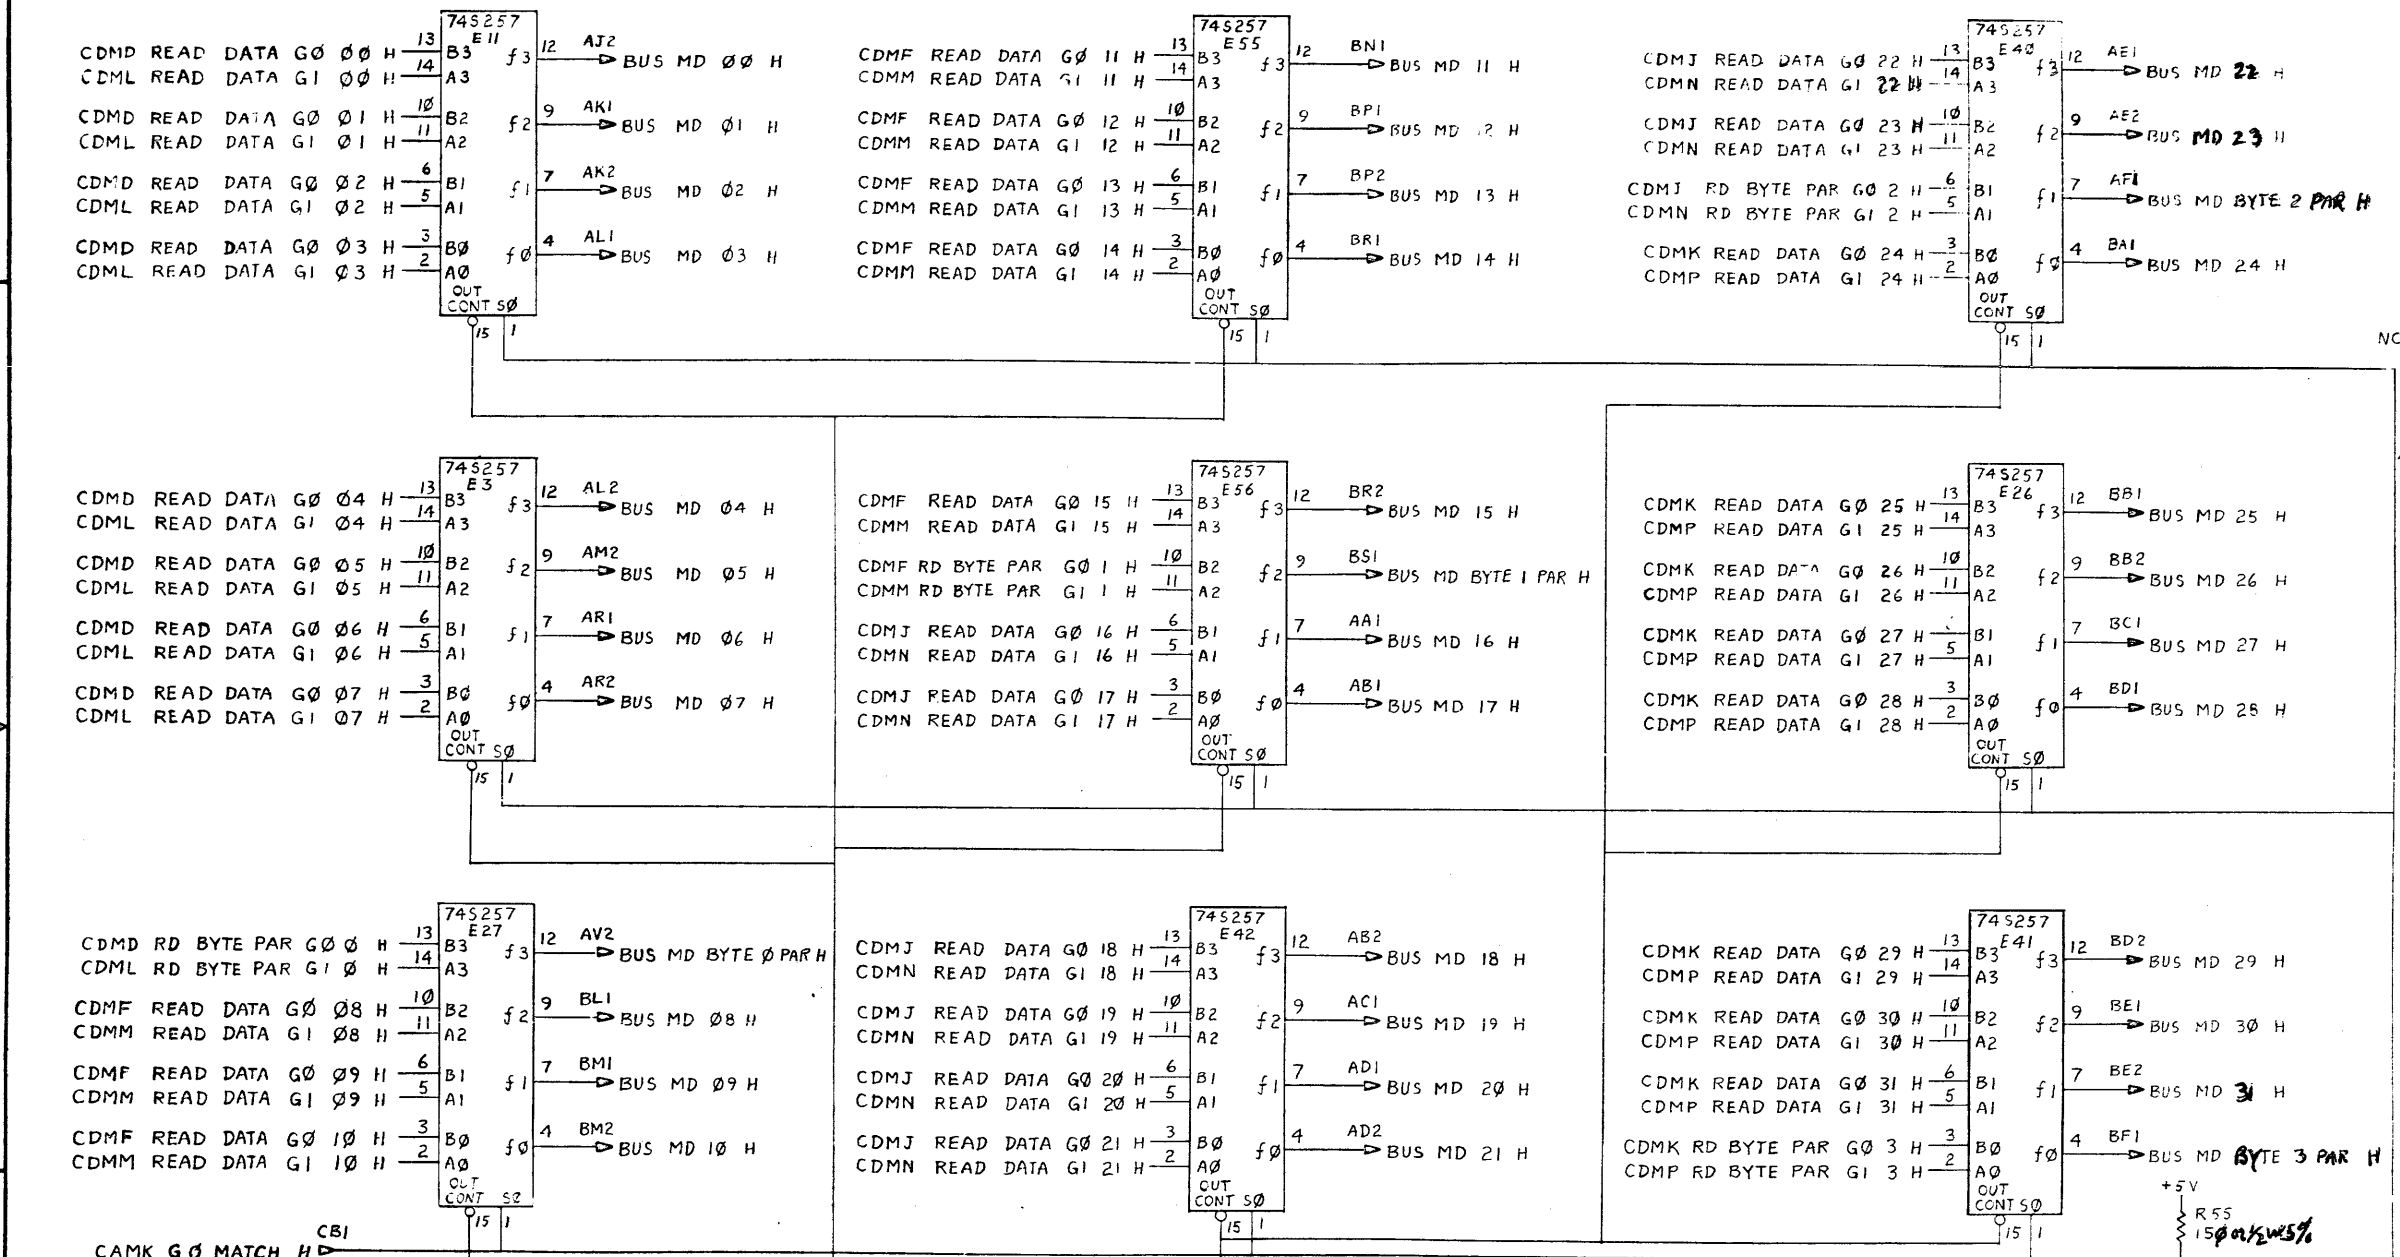 74S257
E11
CDMD READ DATA GØ ØØ H 13 B3 f3 12 AJ2 BUS MD ØØ H
CDML READ DATA G1 ØØ H 14 A3
CDMD READ DATA GØ Ø1 H 1Ø B2 f2 9 AK1 BUS MD Ø1 H
CDML READ DATA G1 Ø1 H 11 A2
CDMD READ DATA GØ Ø2 H 6 B1 f1 7 AK2 BUS MD Ø2 H
CDML READ DATA G1 Ø2 H 5 A1
CDMD READ DATA GØ Ø3 H 3 BØ fØ 4 AL1 BUS MD Ø3 H
CDML READ DATA G1 Ø3 H 2 AØ
OUT
CONT SØ
15 1
74S257
E55
CDMF READ DATA GØ 11 H 13 B3 f3 12 BN1 BUS MD 11 H
CDMM READ DATA G1 11 H 14 A3
CDMF READ DATA GØ 12 H 1Ø B2 f2 9 BP1 BUS MD 12 H
CDMM READ DATA G1 12 H 11 A2
CDMF READ DATA GØ 13 H 6 B1 f1 7 BP2 BUS MD 13 H
CDMM READ DATA G1 13 H 5 A1
CDMF READ DATA GØ 14 H 3 BØ fØ 4 BR1 BUS MD 14 H
CDMM READ DATA G1 14 H 2 AØ
OUT
CONT SØ
15 1
74S257
E4Ø
CDMJ READ DATA GØ 22 H 13 B3 f3 12 AE1 BUS MD 22 H
CDMN READ DATA G1 22 H 14 A3
CDMJ READ DATA GØ 23 H 1Ø B2 f2 9 AE2 BUS MD 23 H
CDMN READ DATA G1 23 H 11 A2
CDMJ RD BYTE PAR GØ 2 H 6 B1 f1 7 AF1 BUS MD BYTE 2 PAR H
CDMN RD BYTE PAR G1 2 H 5 A1
CDMK READ DATA GØ 24 H 3 BØ fØ 4 BA1 BUS MD 24 H
CDMP READ DATA G1 24 H 2 AØ
OUT
CONT SØ
15 1
NC
74S257
E3
CDMD READ DATA GØ Ø4 H 13 B3 f3 12 AL2 BUS MD Ø4 H
CDML READ DATA G1 Ø4 H 14 A3
CDMD READ DATA GØ Ø5 H 1Ø B2 f2 9 AM2 BUS MD Ø5 H
CDML READ DATA G1 Ø5 H 11 A2
CDMD READ DATA GØ Ø6 H 6 B1 f1 7 AR1 BUS MD Ø6 H
CDML READ DATA G1 Ø6 H 5 A1
CDMD READ DATA GØ Ø7 H 3 BØ fØ 4 AR2 BUS MD Ø7 H
CDML READ DATA G1 Ø7 H 2 AØ
OUT
CONT SØ
15 1
74S257
E56
CDMF READ DATA GØ 15 H 13 B3 f3 12 BR2 BUS MD 15 H
CDMM READ DATA G1 15 H 14 A3
CDMF RD BYTE PAR GØ 1 H 1Ø B2 f2 9 BS1 BUS MD BYTE 1 PAR H
CDMM RD BYTE PAR G1 1 H 11 A2
CDMJ READ DATA GØ 16 H 6 B1 f1 7 AA1 BUS MD 16 H
CDMN READ DATA G1 16 H 5 A1
CDMJ READ DATA GØ 17 H 3 BØ fØ 4 AB1 BUS MD 17 H
CDMN READ DATA G1 17 H 2 AØ
OUT
CONT SØ
15 1
74S257
E26
CDMK READ DATA GØ 25 H 13 B3 f3 12 BB1 BUS MD 25 H
CDMP READ DATA G1 25 H 14 A3
CDMK READ DATA GØ 26 H 1Ø B2 f2 9 BB2 BUS MD 26 H
CDMP READ DATA G1 26 H 11 A2
CDMK READ DATA GØ 27 H B1 f1 7 BC1 BUS MD 27 H
CDMP READ DATA G1 27 H 5 A1
CDMK READ DATA GØ 28 H 3 BØ fØ 4 BD1 BUS MD 28 H
CDMP READ DATA G1 28 H 2 AØ
OUT
CONT SØ
15 1
74S257
E27
CDMD RD BYTE PAR GØ Ø H 13 B3 f3 12 AV2 BUS MD BYTE Ø PAR H
CDML RD BYTE PAR G1 Ø H 14 A3
CDMF READ DATA GØ Ø8 H 1Ø B2 f2 9 BL1 BUS MD Ø8 H
CDMM READ DATA G1 Ø8 H 11 A2
CDMF READ DATA GØ Ø9 H 6 B1 f1 7 BM1 BUS MD Ø9 H
CDMM READ DATA G1 Ø9 H 5 A1
CDMF READ DATA GØ 1Ø H 3 BØ fØ 4 BM2 BUS MD 1Ø H
CDMM READ DATA G1 1Ø H 2 AØ
OUT
CONT SØ
15 1
74S257
E42
CDMJ READ DATA GØ 18 H 13 B3 f3 12 AB2 BUS MD 18 H
CDMN READ DATA G1 18 H 14 A3
CDMJ READ DATA GØ 19 H 1Ø B2 f2 9 AC1 BUS MD 19 H
CDMN READ DATA G1 19 H 11 A2
CDMJ READ DATA GØ 2Ø H 6 B1 f1 7 AD1 BUS MD 2Ø H
CDMN READ DATA G1 2Ø H 5 A1
CDMJ READ DATA GØ 21 H 3 BØ fØ 4 AD2 BUS MD 21 H
CDMN READ DATA G1 21 H 2 AØ
OUT
CONT SØ
15 1
74S257
E41
CDMK READ DATA GØ 29 H 13 B3 f3 12 BD2 BUS MD 29 H
CDMP READ DATA G1 29 H 14 A3
CDMK READ DATA GØ 3Ø H 1Ø B2 f2 9 BE1 BUS MD 3Ø H
CDMP READ DATA G1 3Ø H 11 A2
CDMK READ DATA GØ 31 H 6 B1 f1 7 BE2 BUS MD 31 H
CDMP READ DATA G1 31 H 5 A1
CDMK RD BYTE PAR GØ 3 H 3 BØ fØ 4 BF1 BUS MD BYTE 3 PAR H
CDMP RD BYTE PAR G1 3 H 2 AØ
OUT
CONT SØ
15 1
+5V
R55
15Ø
CAMK GØ MATCH H CB1